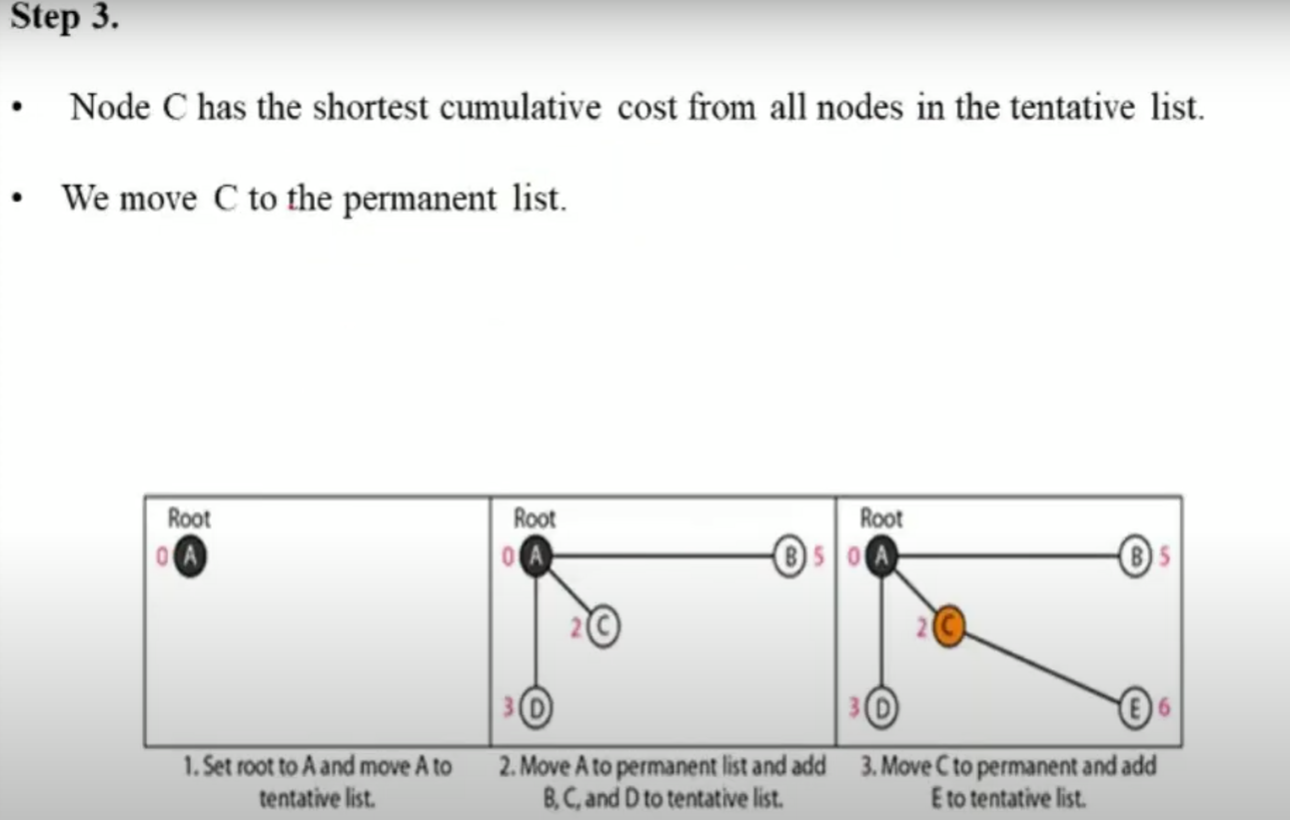 Step 3.
• Node C has the shortest cumulative cost from all nodes in the tentative list.
• We move C to the permanent list.
Root Root Root
0 A 0 A B 5 0 A B 5
2 C 2 C
3 D 3 D E 6
1. Set root to A and move A to 2. Move A to permanent list and add 3. Move C to permanent and add
tentative list. B, C, and D to tentative list. E to tentative list.